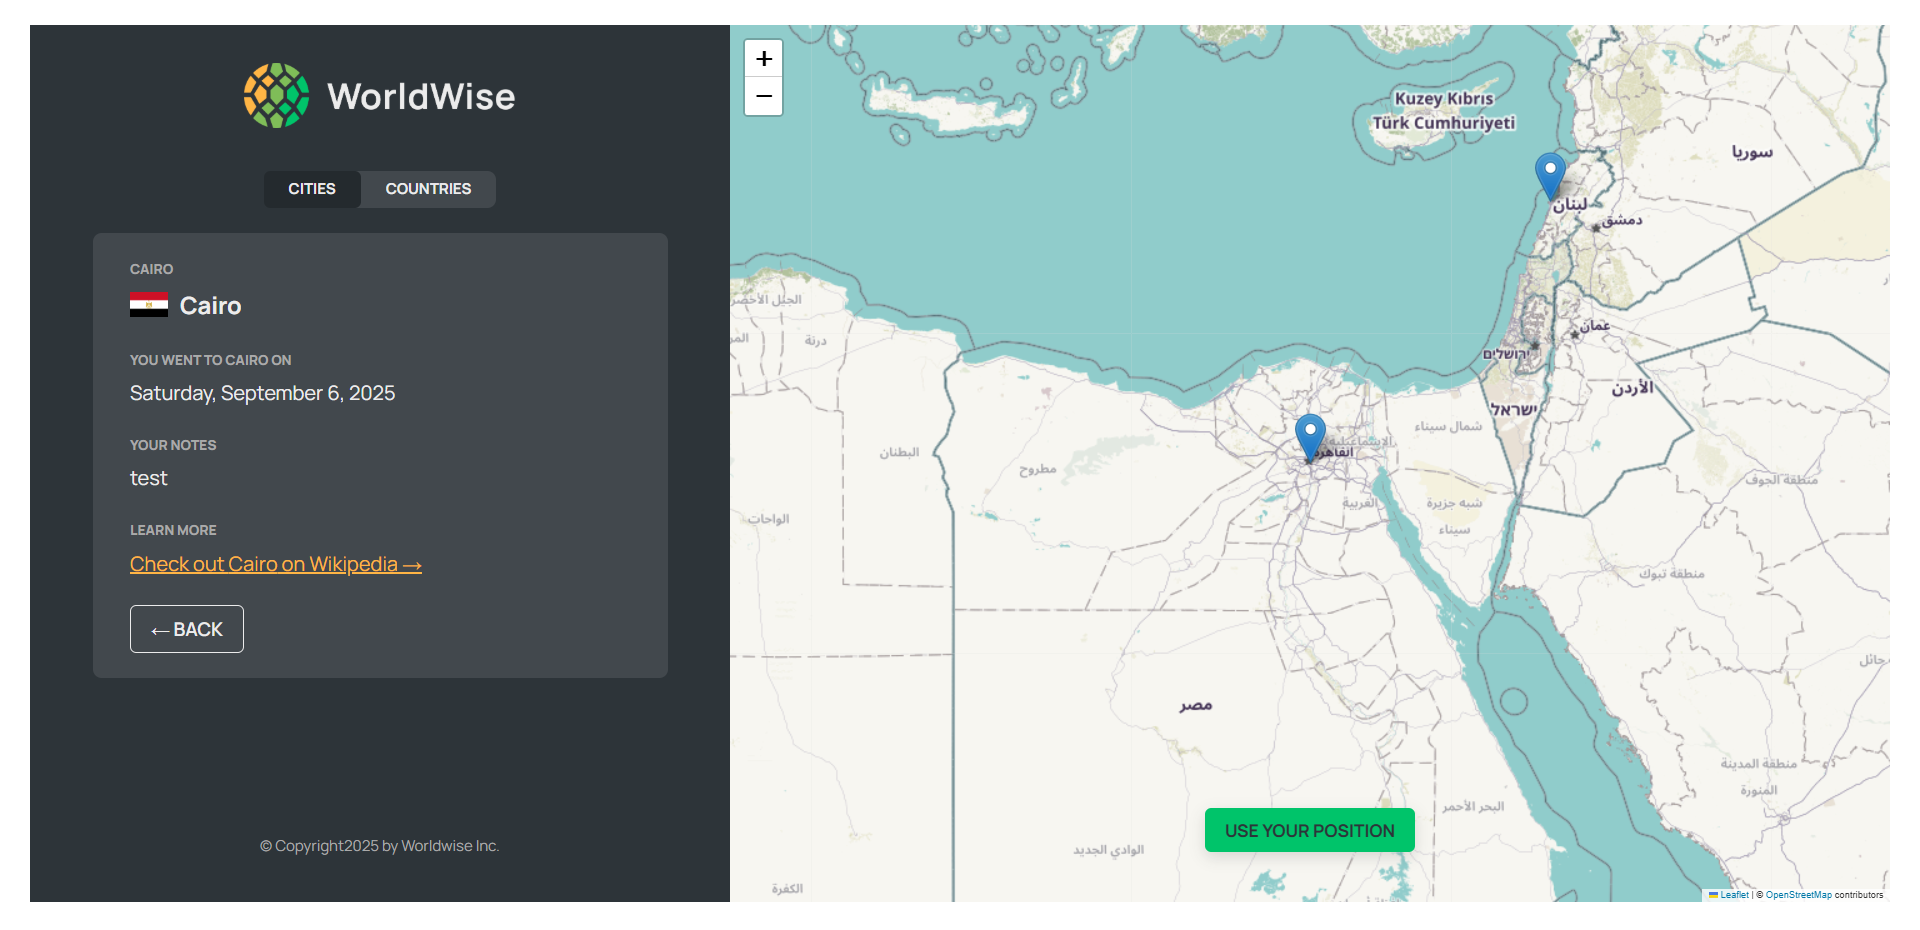 WorldWise
CITIES
COUNTRIES
CAIRO
Cairo
YOU WENT TO CAIRO ON
Saturday, September 6, 2025
YOUR NOTES
test
LEARN MORE
Check out Cairo on Wikipedia →
← BACK
© Copyright2025 by Worldwise Inc.
+
−
Kuzey Kıbrıs
Türk Cumhuriyeti
سوريا
لبنان
دمشق
الجبل الأخضر
درنة
المر
عمان
ירושלים
الأردن
ישראל
شمال سيناء
الإسماعيلية
القاهرة
البطنان
مطروح
منطقة الجوف
الواحات
الغربية
شبه جزيرة
سيناء
منطقة تبوك
حائل
مصر
منطقة المدينة
المنورة
البحر الأحمر
USE YOUR POSITION
الوادي الجديد
الكفرة
Leaflet | © OpenStreetMap contributors